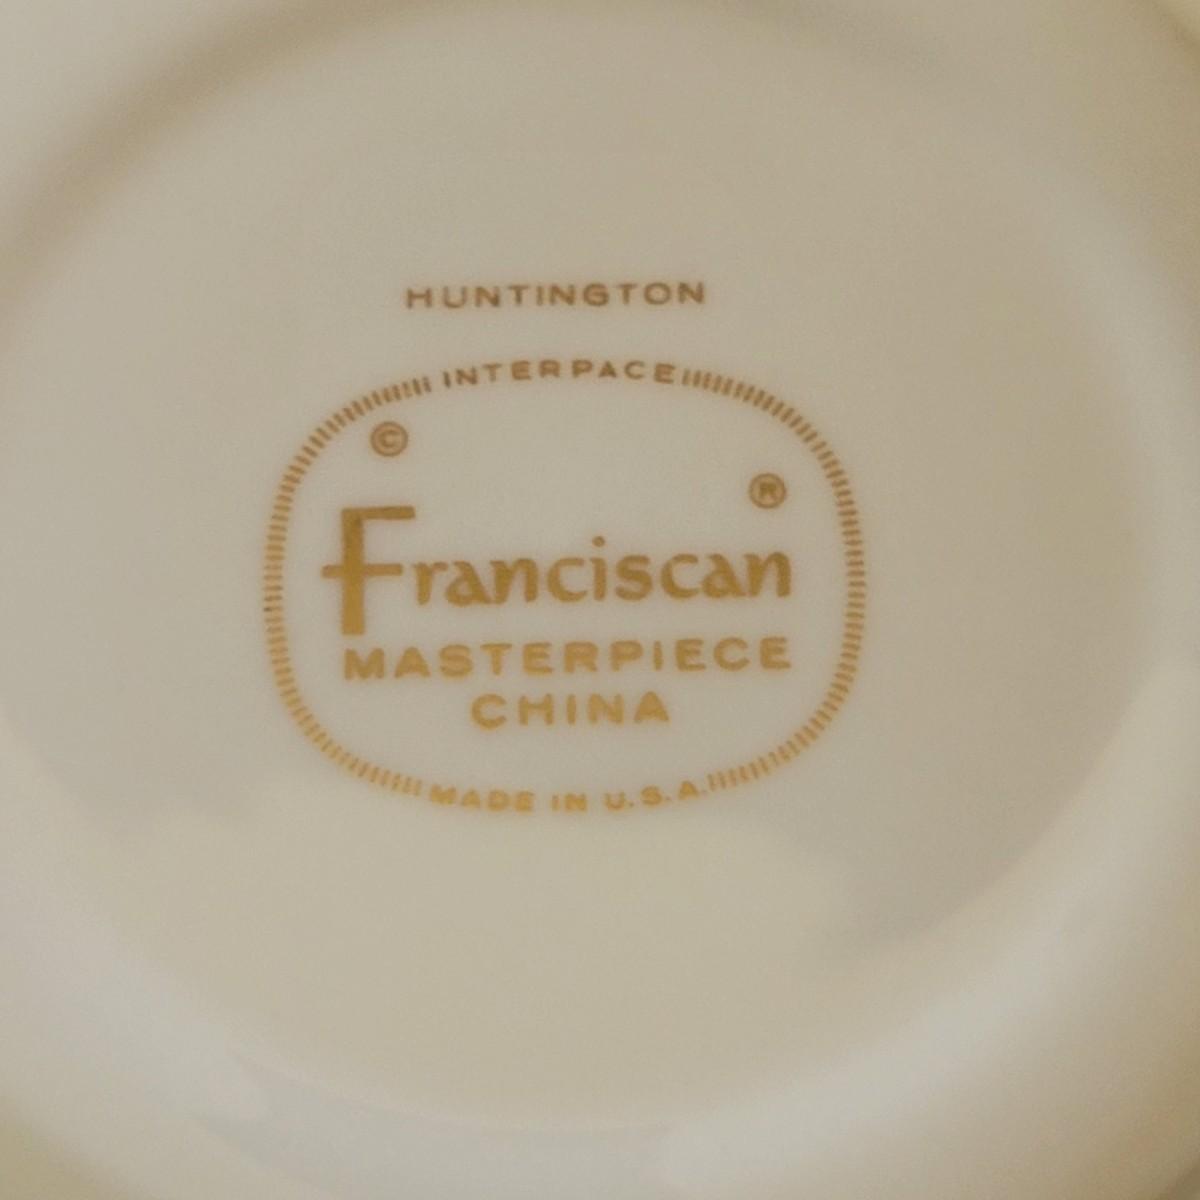 HUNTINGTON
INTERPACE
©
®
Franciscan
MASTERPIECE
CHINA
MADE IN U.S.A.